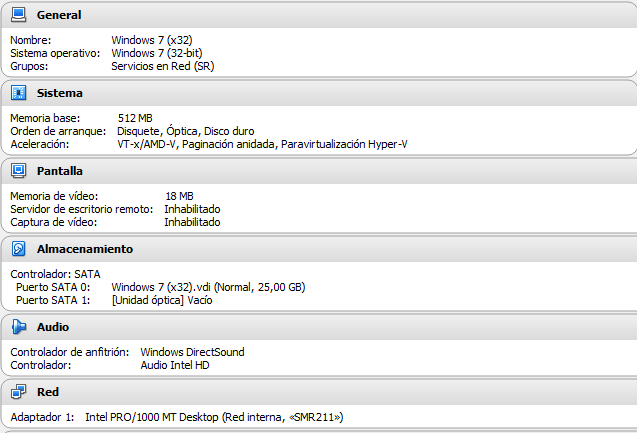 General
Nombre: Windows 7 (x32)
Sistema operativo: Windows 7 (32-bit)
Grupos: Servicios en Red (SR)
Sistema
Memoria base: 512 MB
Orden de arranque: Disquete, Óptica, Disco duro
Aceleración: VT-x/AMD-V, Paginación anidada, Paravirtualización Hyper-V
Pantalla
Memoria de vídeo: 18 MB
Servidor de escritorio remoto: Inhabilitado
Captura de vídeo: Inhabilitado
Almacenamiento
Controlador: SATA
Puerto SATA 0: Windows 7 (x32).vdi (Normal, 25,00 GB)
Puerto SATA 1: [Unidad óptica] Vacío
Audio
Controlador de anfitrión: Windows DirectSound
Controlador: Audio Intel HD
Red
Adaptador 1: Intel PRO/1000 MT Desktop (Red interna, «SMR211»)